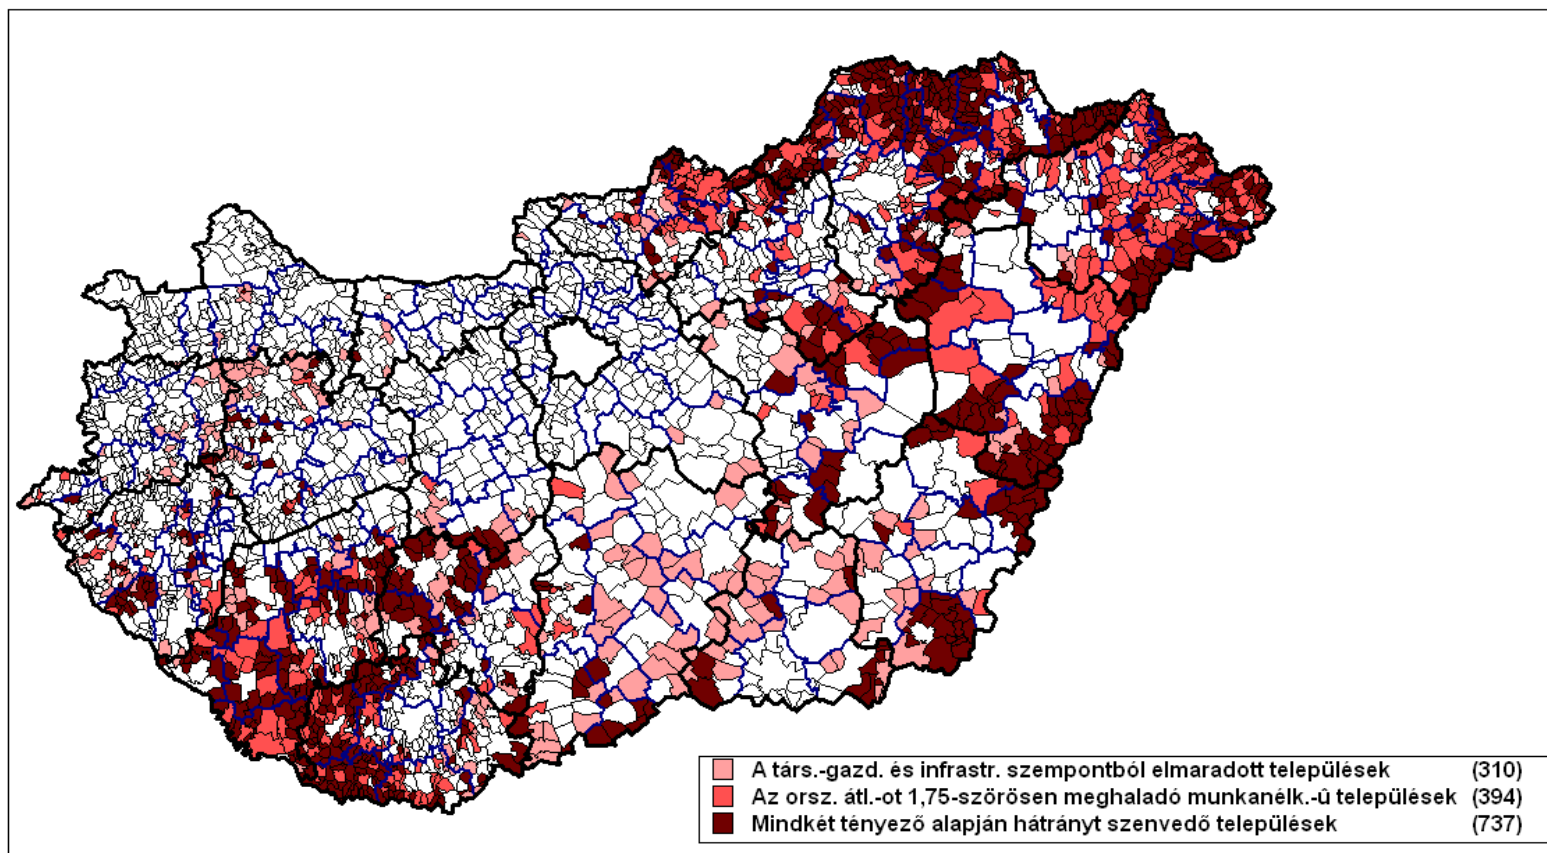 A társ.-gazd. és infrastr. szempontból elmaradott települések (310)
Az orsz. átl.-ot 1,75-szörösen meghaladó munkanélk.-û települések (394)
Mindkét tényező alapján hátrányt szenvedő települések (737)